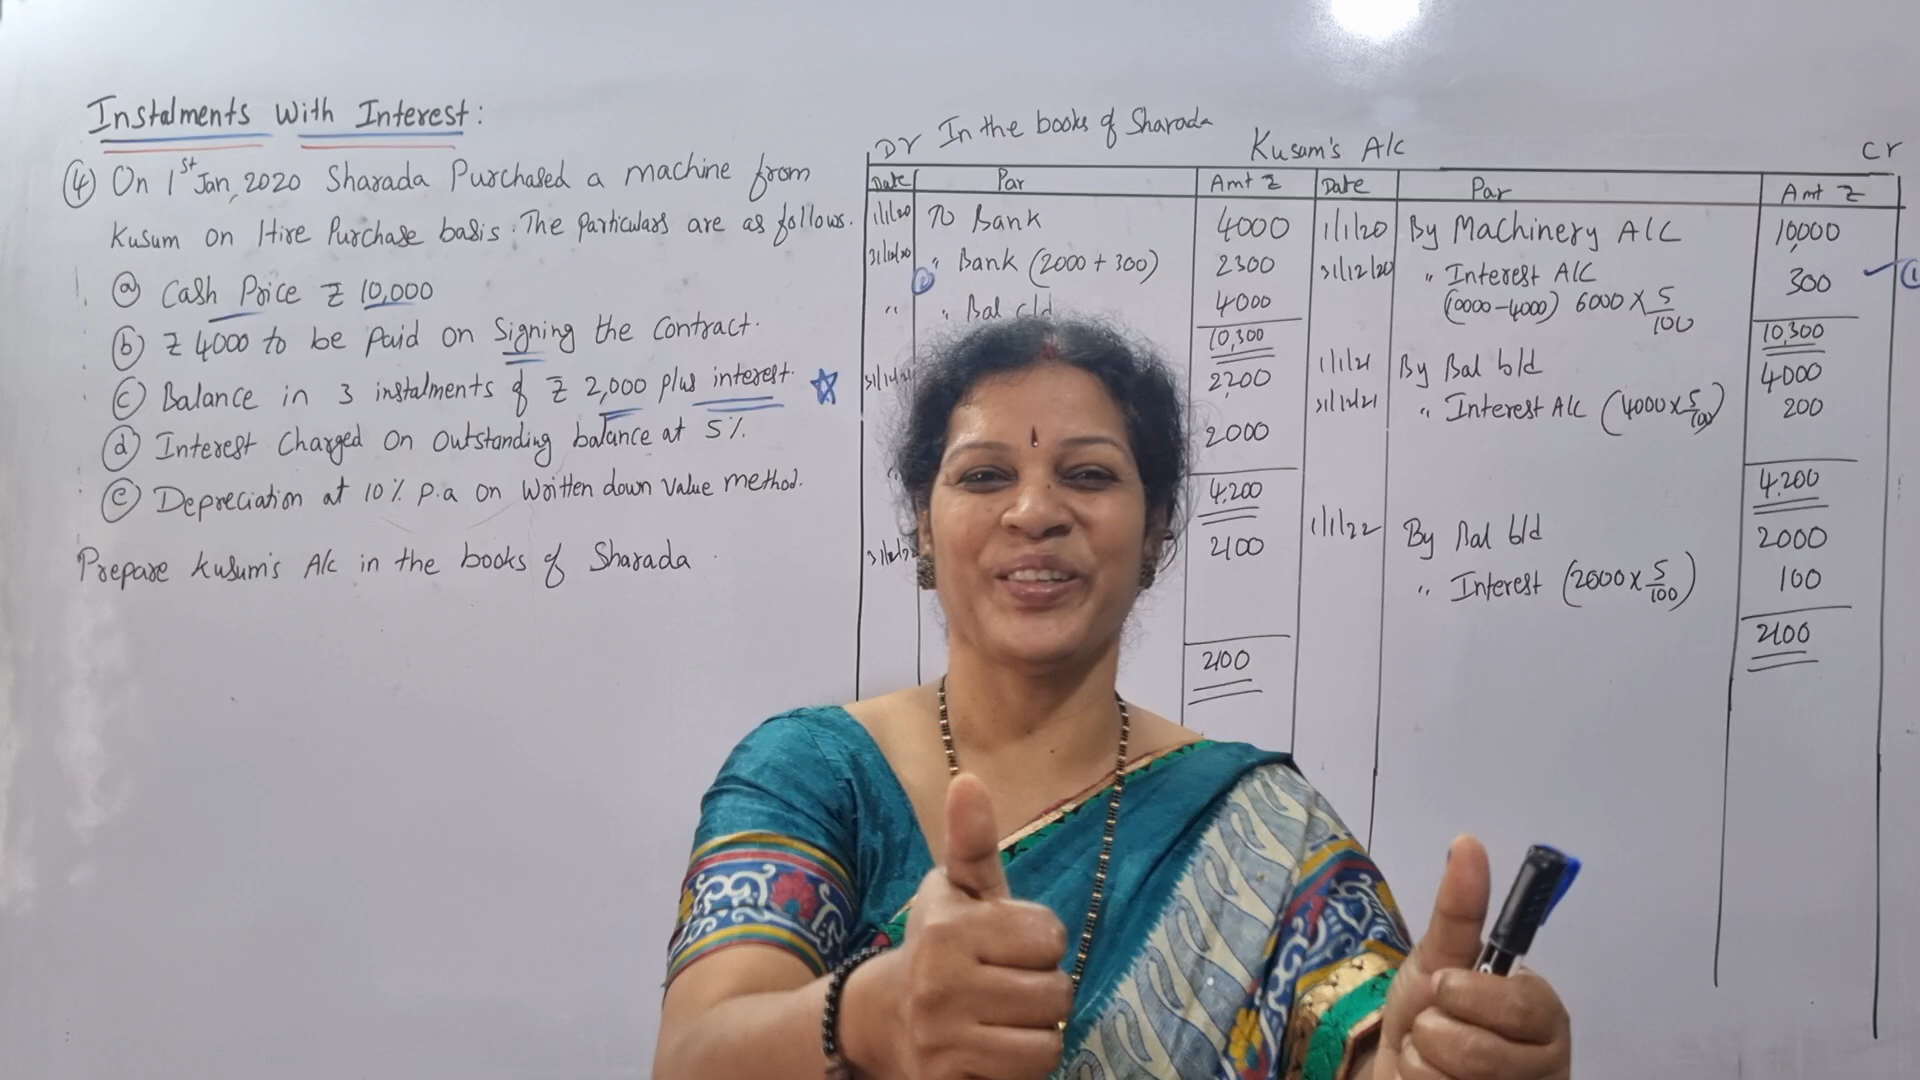 Instalments With Interest:
④ On 1st Jan, 2020 Sharada Purchased a machine from
Kusum on Hire Purchase basis. The Particulars are as follows.
ⓐ Cash Price ₹ 10,000
ⓑ ₹ 4000 to be Paid on Signing the Contract.
ⓒ Balance in 3 instalments of ₹ 2,000 plus interest.
ⓓ Interest Charged on Outstanding balance at 5%.
ⓔ Depreciation at 10% P.a on Written down Value method.
Prepare Kusum's A/c in the books of Sharada.
In the books of Sharada
Dr Kusum's A/c Cr
Date Par Amt ₹ Date Par Amt ₹
1/1/20 To Bank 4000 1/1/20 By Machinery A/C 10,000
31/12/20 " Bank (2000 + 300) 2300 31/12/20 " Interest A/C 300
" " Bal c/d 4000 (10000-4000) 6000 × 5/100
10,300 10,300
2200 1/1/21 By Bal b/d 4000
2000 31/12/21 " Interest A/c (4000 × 5/100) 200
4,200 4,200
2100 1/1/22 By Bal b/d 2000
" Interest (2000 × 5/100) 100
2100 2100